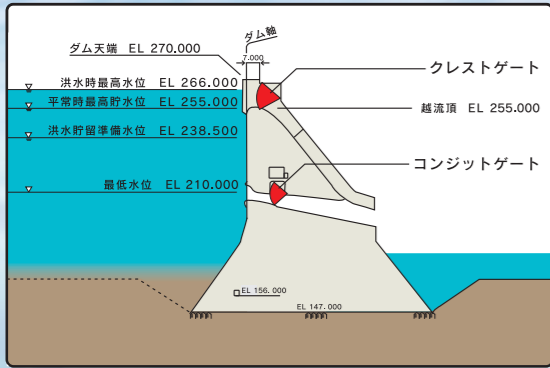 ダム軸
ダム天端 EL 270.000
7.000
クレストゲート
洪水時最高水位 EL 266.000
平常時最高貯水位 EL 255.000
越流頂 EL 255.000
洪水貯留準備水位 EL 238.500
コンジットゲート
最低水位 EL 210.000
EL 156.000
EL 147.000